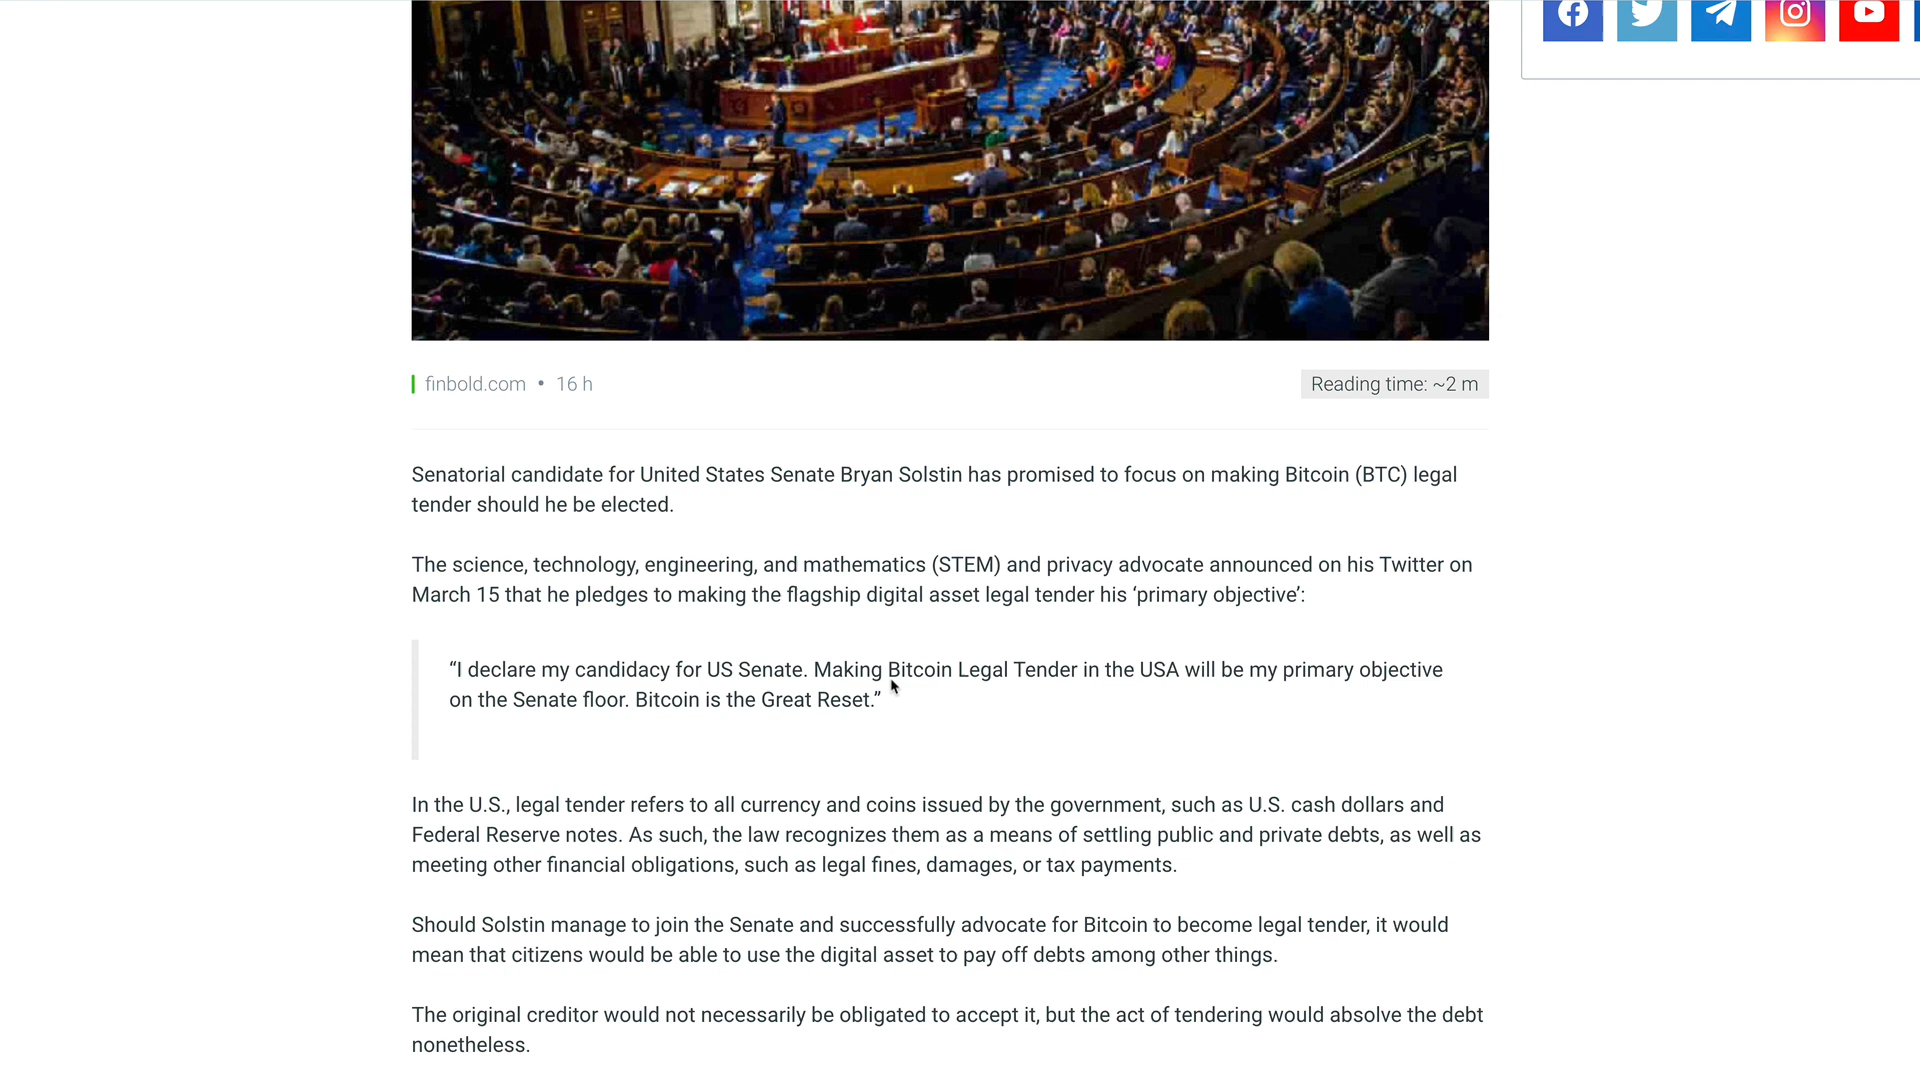 finbold.com • 16 h
Reading time: ~2 m
Senatorial candidate for United States Senate Bryan Solstin has promised to focus on making Bitcoin (BTC) legal
tender should he be elected.
The science, technology, engineering, and mathematics (STEM) and privacy advocate announced on his Twitter on
March 15 that he pledges to making the flagship digital asset legal tender his ‘primary objective’:
“I declare my candidacy for US Senate. Making Bitcoin Legal Tender in the USA will be my primary objective
on the Senate floor. Bitcoin is the Great Reset.”
In the U.S., legal tender refers to all currency and coins issued by the government, such as U.S. cash dollars and
Federal Reserve notes. As such, the law recognizes them as a means of settling public and private debts, as well as
meeting other financial obligations, such as legal fines, damages, or tax payments.
Should Solstin manage to join the Senate and successfully advocate for Bitcoin to become legal tender, it would
mean that citizens would be able to use the digital asset to pay off debts among other things.
The original creditor would not necessarily be obligated to accept it, but the act of tendering would absolve the debt
nonetheless.